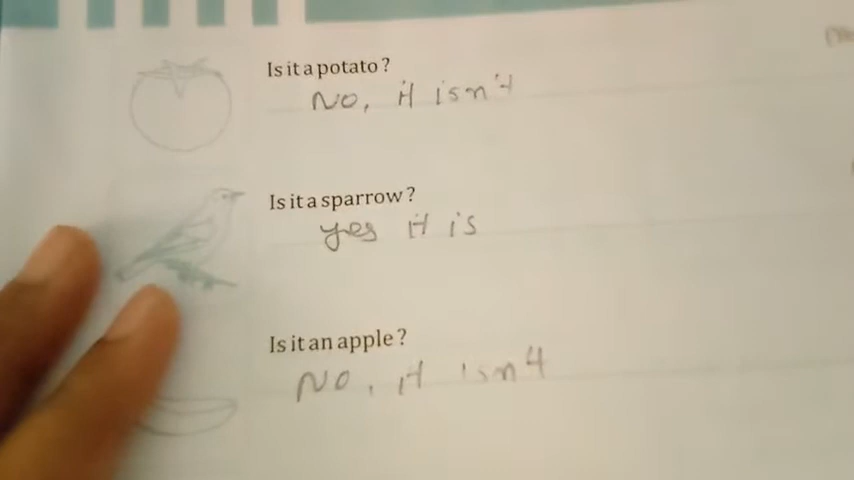 Is it a potato?
No, it isn't
Is it a sparrow?
yes it is
Is it an apple?
No, it isn't